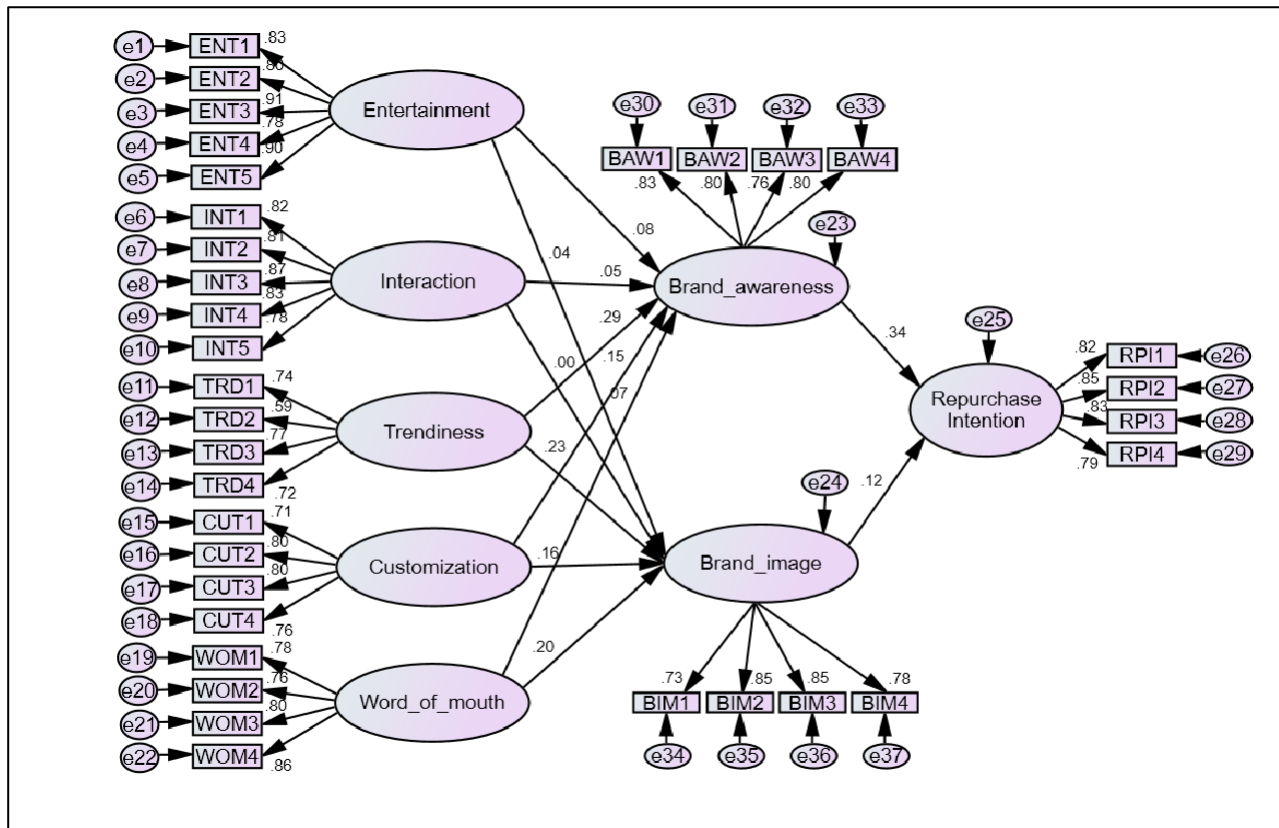 e1
ENT1
.83
e2
ENT2
.86
e3
ENT3
.91
e4
ENT4
.78
e5
ENT5
.90
Entertainment
e6
INT1
.82
e7
INT2
.81
e8
INT3
.87
e9
INT4
.83
e10
INT5
.78
Interaction
e11
TRD1
.74
e12
TRD2
.59
e13
TRD3
.77
e14
TRD4
.72
Trendiness
e15
CUT1
.71
e16
CUT2
.80
e17
CUT3
.80
e18
CUT4
.76
Customization
e19
WOM1
.78
e20
WOM2
.76
e21
WOM3
.80
e22
WOM4
.86
Word_of_mouth
.08
.04
.05
.29
.00
.15
.07
.23
.16
.20
e30
e31
e32
e33
BAW1
BAW2
BAW3
BAW4
.83
.80
.76
.80
e23
Brand_awareness
.34
e24
Brand_image
.12
.73
.85
.85
.78
BIM1
BIM2
BIM3
BIM4
e34
e35
e36
e37
e25
Repurchase
Intention
.82
RPI1
e26
.85
RPI2
e27
.83
RPI3
e28
.79
RPI4
e29